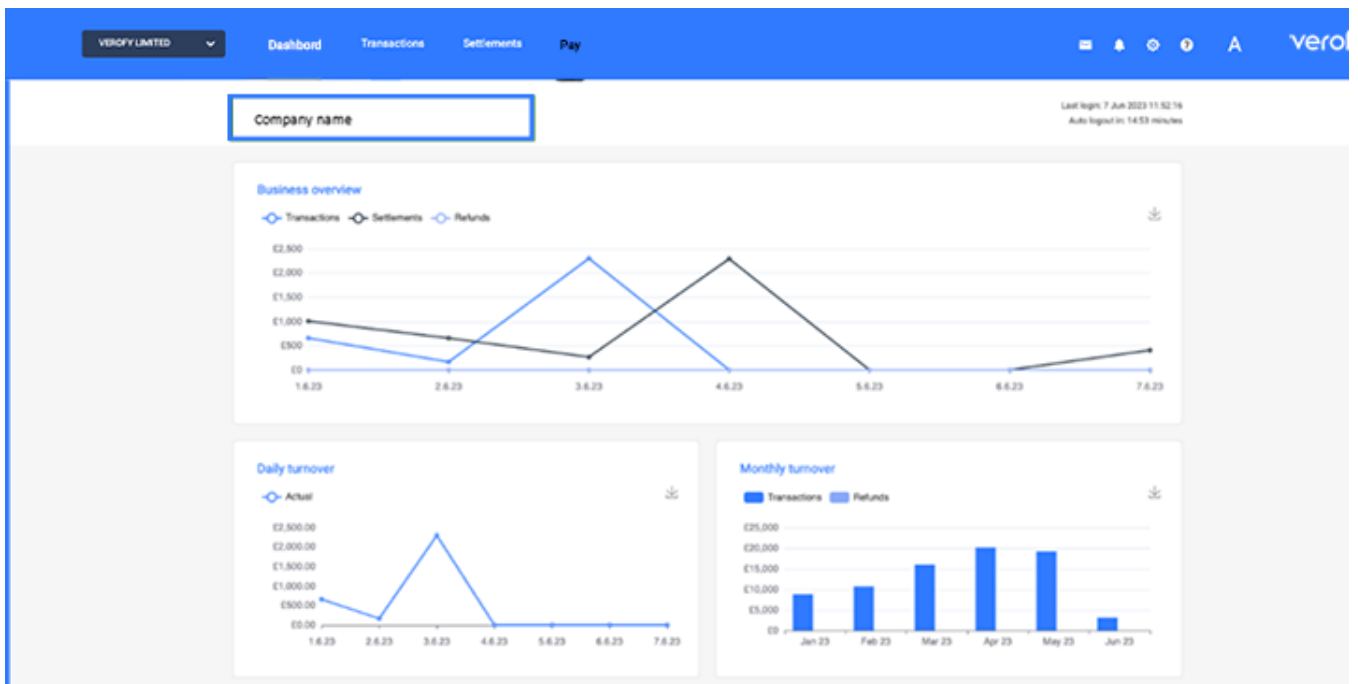 VEROFY LIMITED Dashbord Transactions Settlements Pay A verof
Company name
Last login: 7 Jun 2023 11:52:16
Auto logout in: 14:53 minutes
Business overview
Transactions Settlements Refunds
£2,500
£2,000
£1,500
£1,000
£500
£0
1.6.23 2.6.23 3.6.23 4.6.23 5.6.23 6.6.23 7.6.23
Daily turnover
Actual
£2,500.00
£2,000.00
£1,500.00
£1,000.00
£500.00
£0.00
1.6.23 2.6.23 3.6.23 4.6.23 5.6.23 6.6.23 7.6.23
Monthly turnover
Transactions Refunds
£25,000
£20,000
£15,000
£10,000
£5,000
£0
Jan 23 Feb 23 Mar 23 Apr 23 May 23 Jun 23